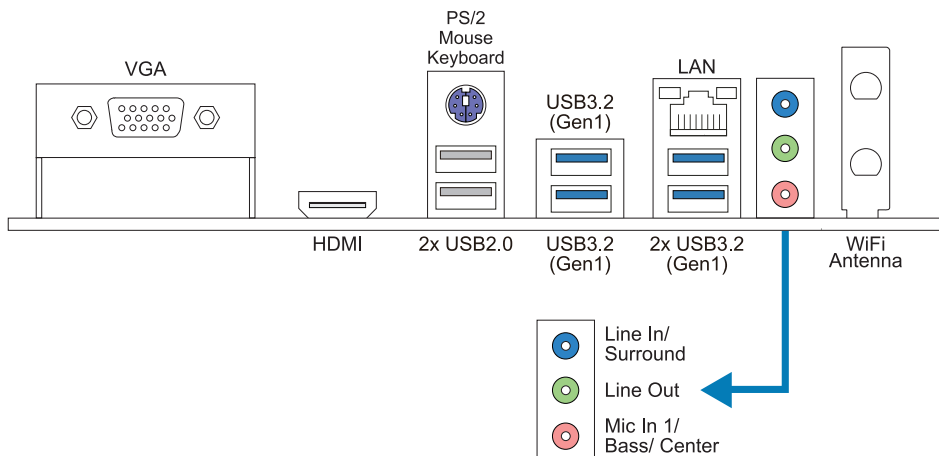 PS/2
Mouse
Keyboard
VGA
LAN
USB3.2
(Gen1)
HDMI
2x USB2.0
USB3.2
(Gen1)
2x USB3.2
(Gen1)
WiFi
Antenna
Line In/
Surround
Line Out
Mic In 1/
Bass/ Center